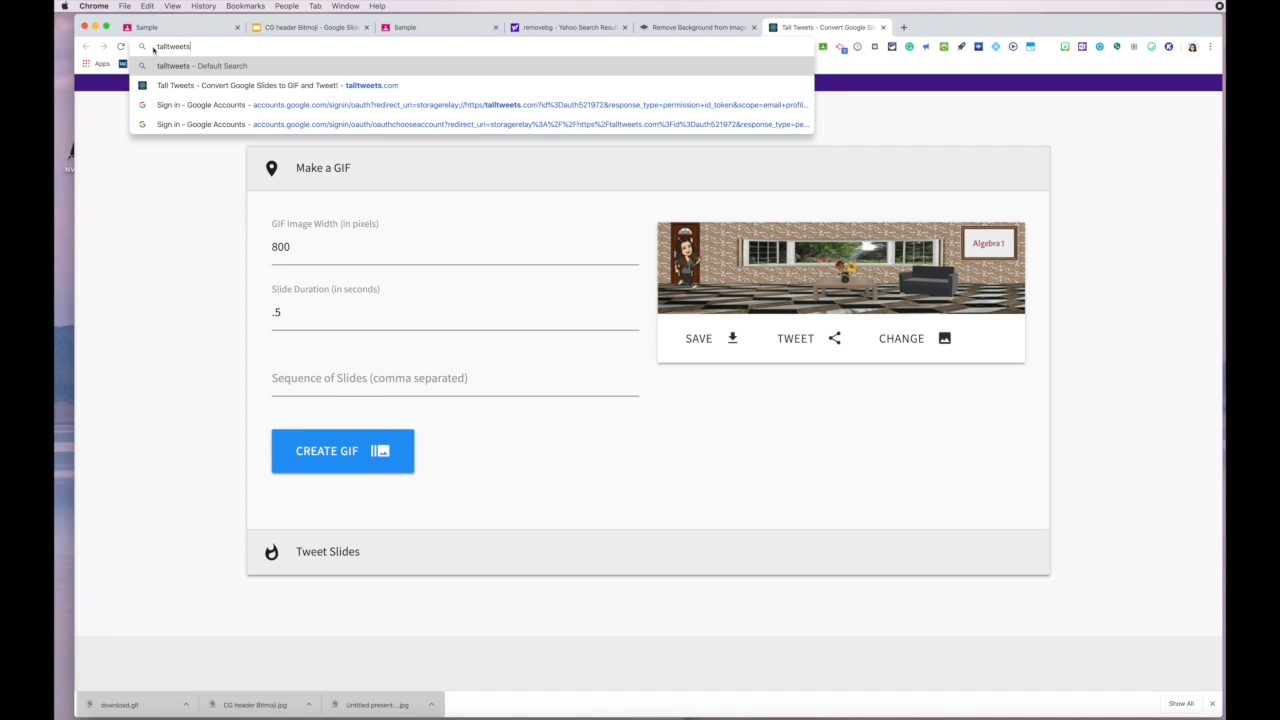 Chrome File Edit View History Bookmarks People Tab Window Help
Sample
CG header Bitmoji - Google Slid
Sample
removebg - Yahoo Search Resul
Remove Background from Image
Tall Tweets - Convert Google Sli
talltweets
Apps
talltweets - Default Search
Tall Tweets - Convert Google Slides to GIF and Tweet! - talltweets.com
Sign in - Google Accounts - accounts.google.com/signin/oauth?redirect_uri=storagerelay://https/talltweets.com?id%3Dauth521972&response_type=permission+id_token&scope=email+profil...
Sign in - Google Accounts - accounts.google.com/signin/oauth/oauthchooseaccount?redirect_uri=storagerelay%3A%2F%2Fhttps%2Ftalltweets.com%3Fid%3Dauth521972&response_type=pe...
NV
Make a GIF
GIF Image Width (in pixels)
800
Slide Duration (in seconds)
.5
Sequence of Slides (comma separated)
CREATE GIF
Algebra 1
SAVE
TWEET
CHANGE
Tweet Slides
download.gif
CG header Bitmoji.jpg
Untitled present....jpg
Show All